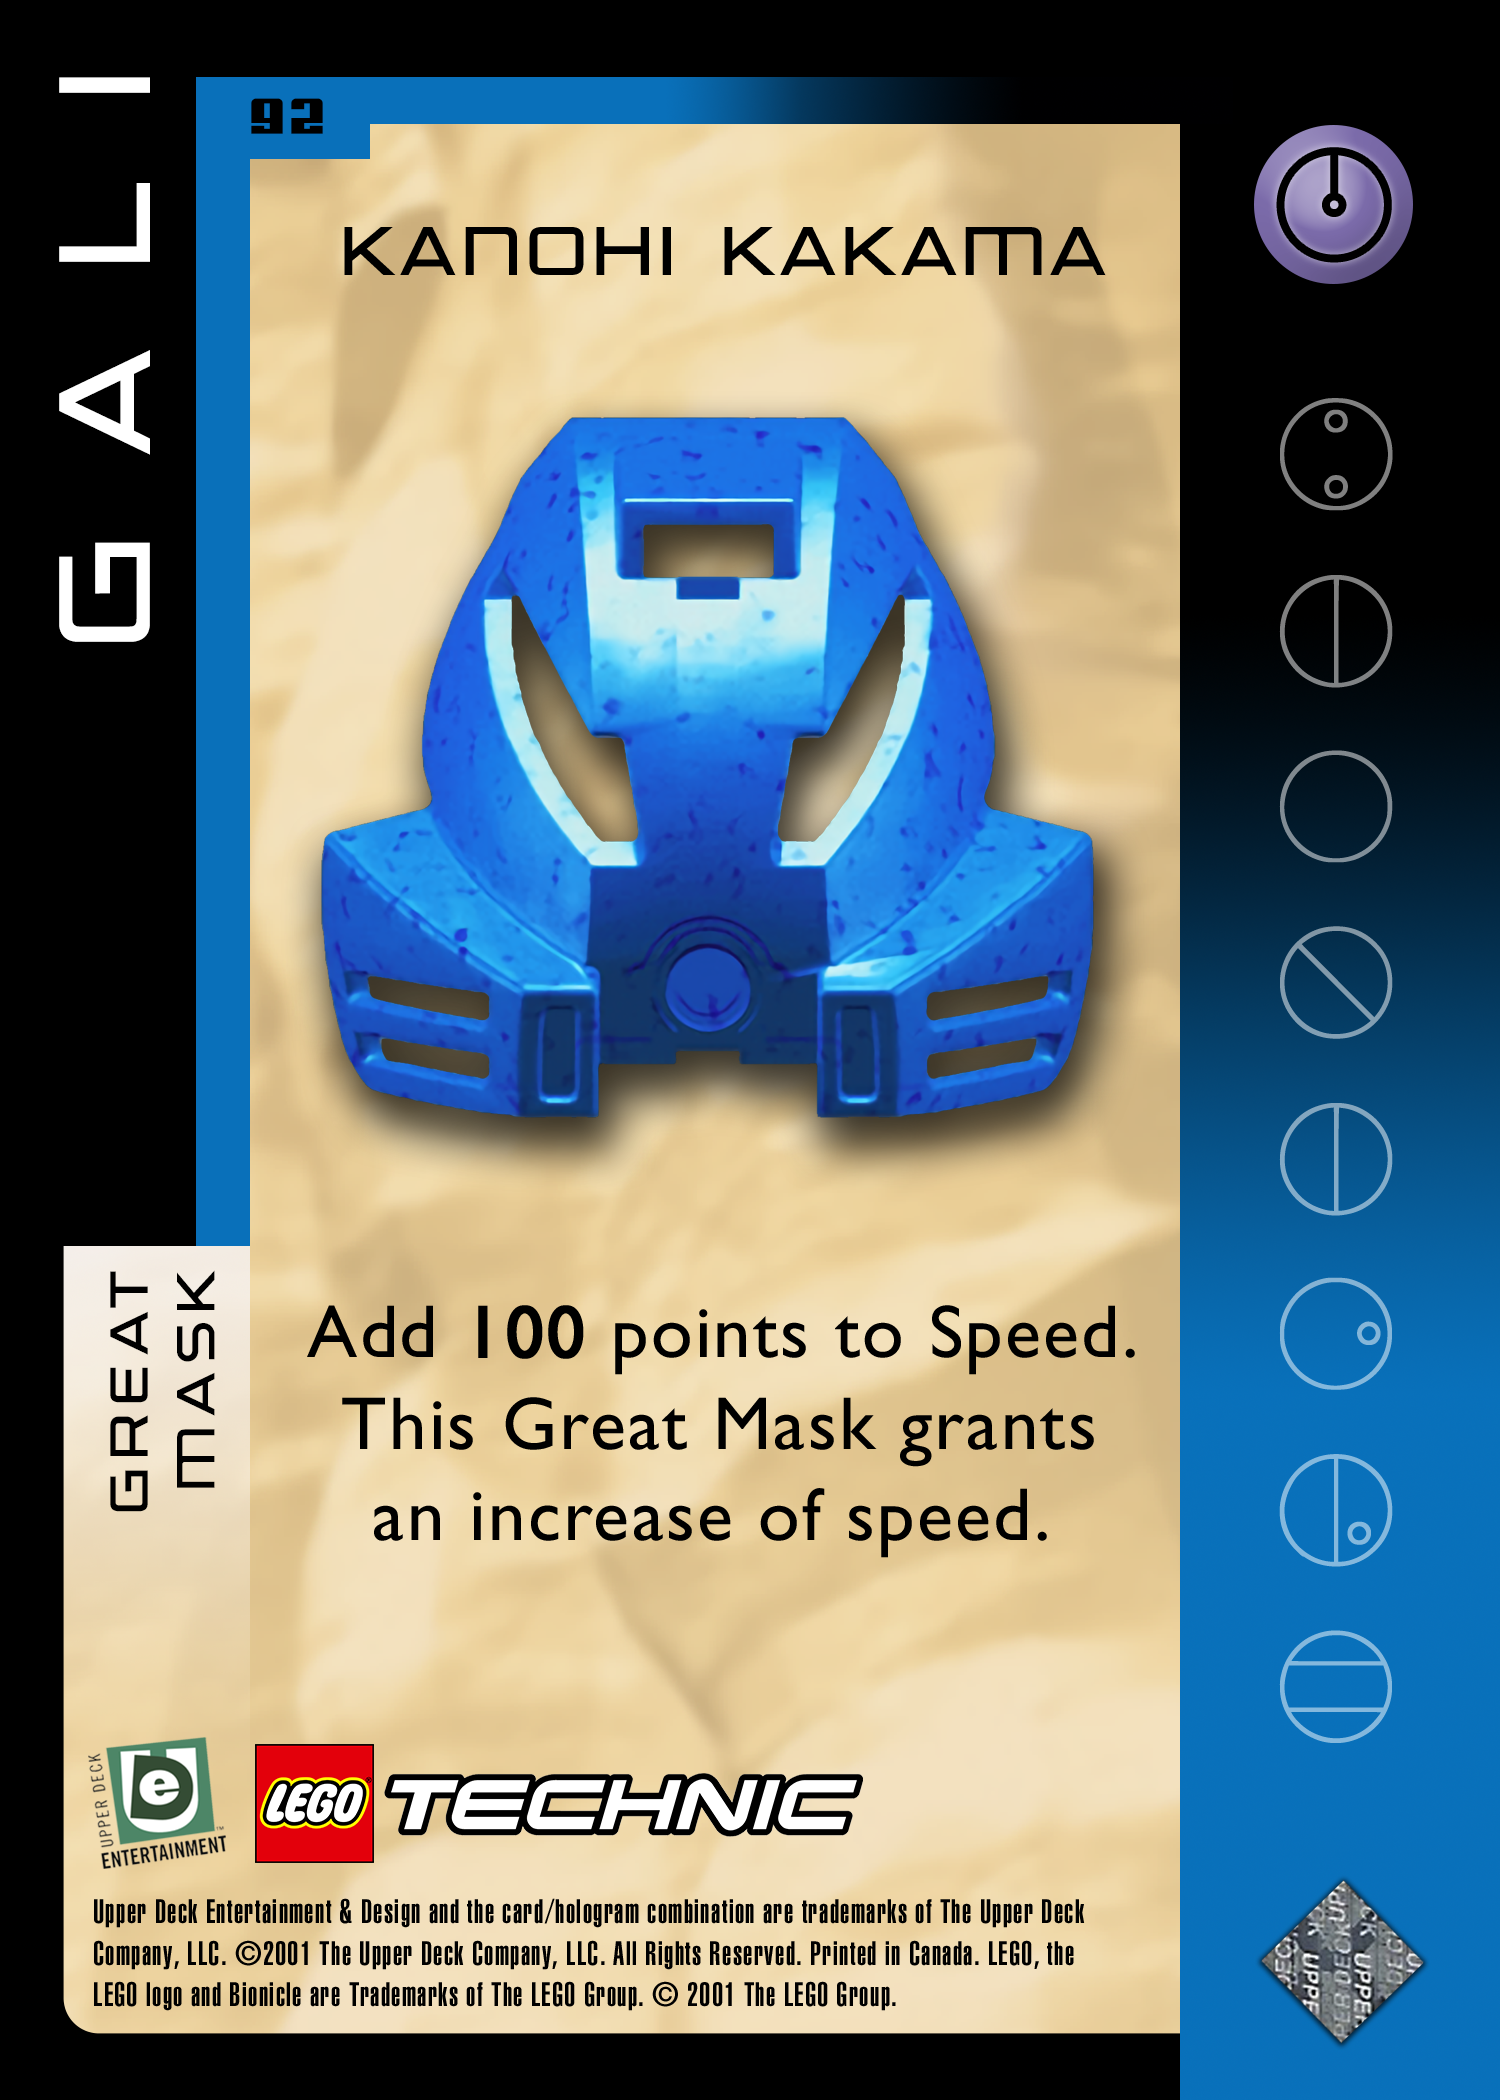 GALI
92
KANOHI KAKAMA
GREAT
MASK
Add 100 points to Speed.
This Great Mask grants
an increase of speed.
UPPER DECK
ENTERTAINMENT™
LEGO TECHNIC
Upper Deck Entertainment & Design and the card/hologram combination are trademarks of The Upper Deck
Company, LLC. ©2001 The Upper Deck Company, LLC. All Rights Reserved. Printed in Canada. LEGO, the
LEGO logo and Bionicle are Trademarks of The LEGO Group. © 2001 The LEGO Group.